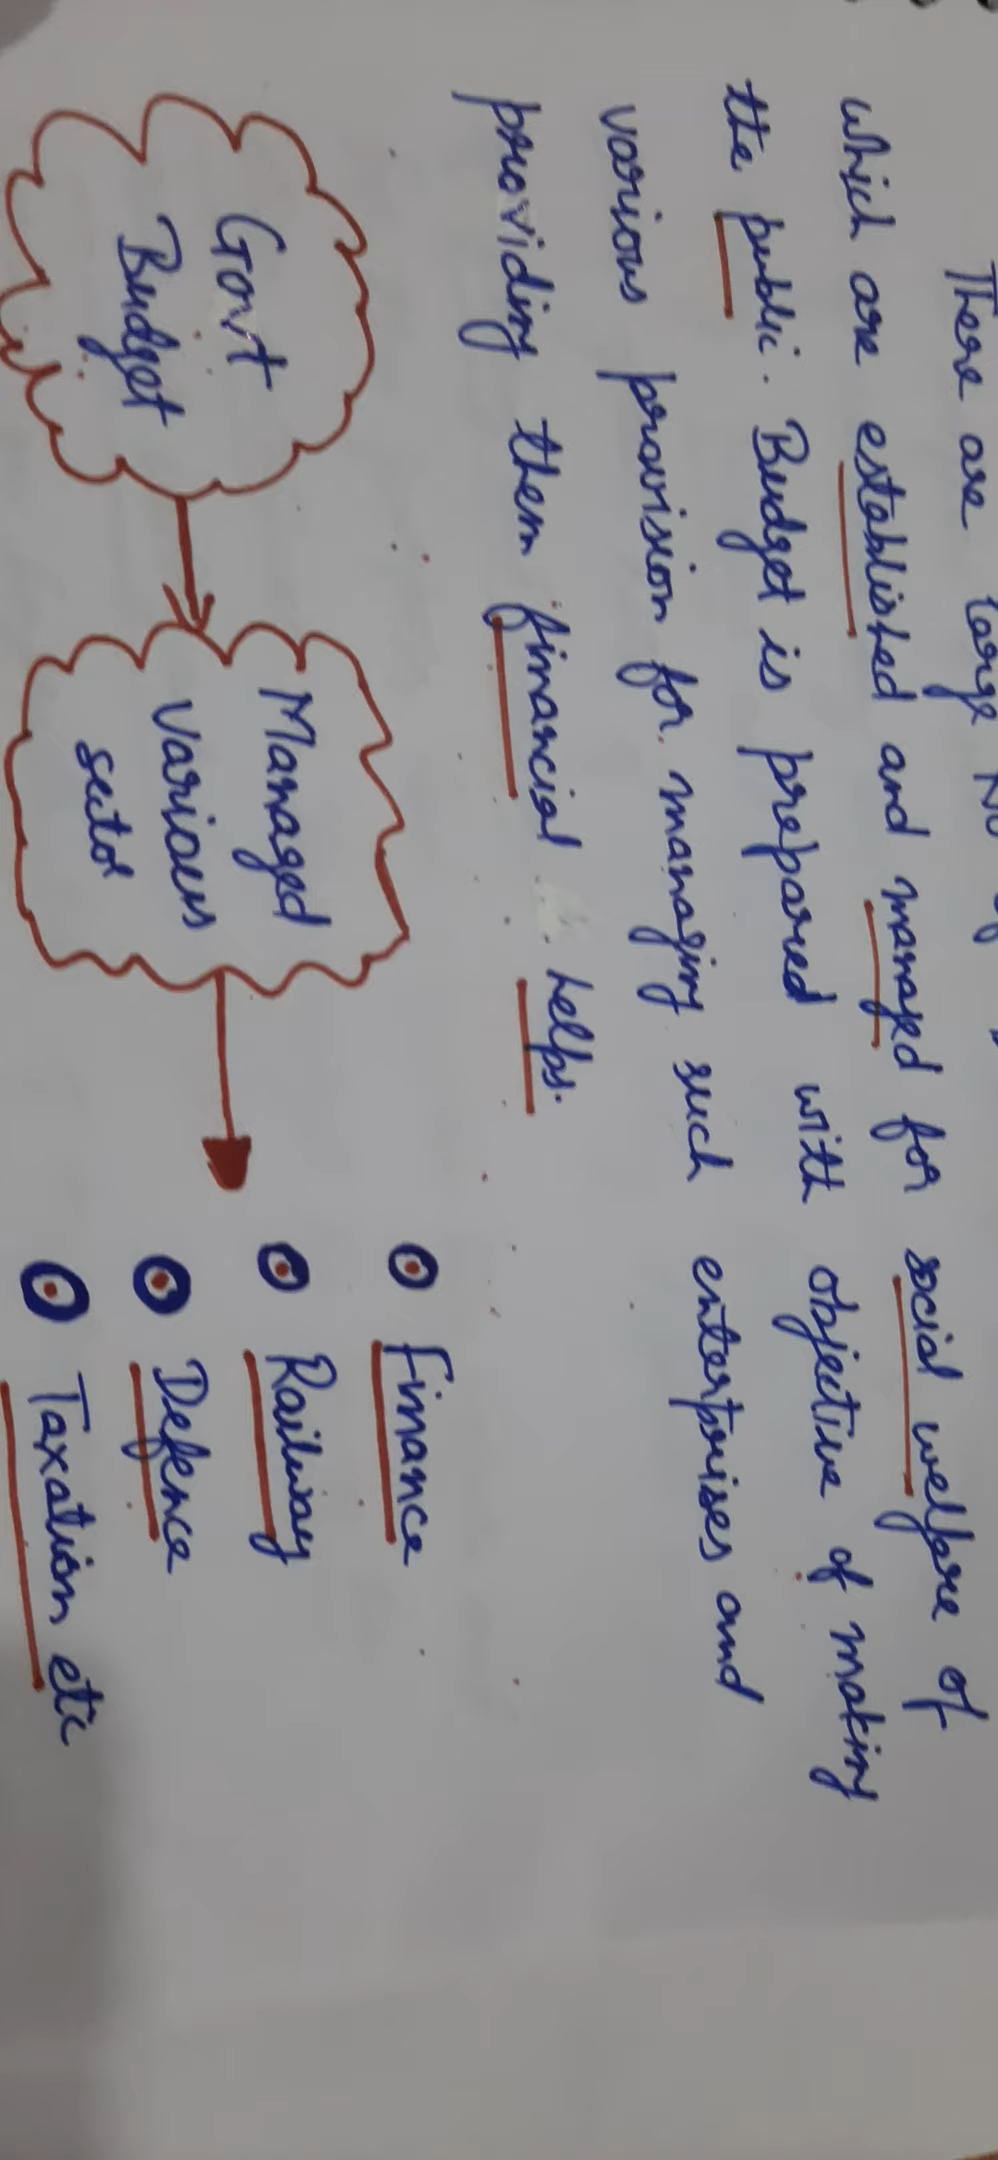 There are large No of
which are established and managed for social welfare of
the public. Budget is prepared with objective of making
various provision for managing such enterprises and
providing them financial helps.
Govt
Budget
Managed
various
sector
Finance
Railway
Defence
Taxation etc